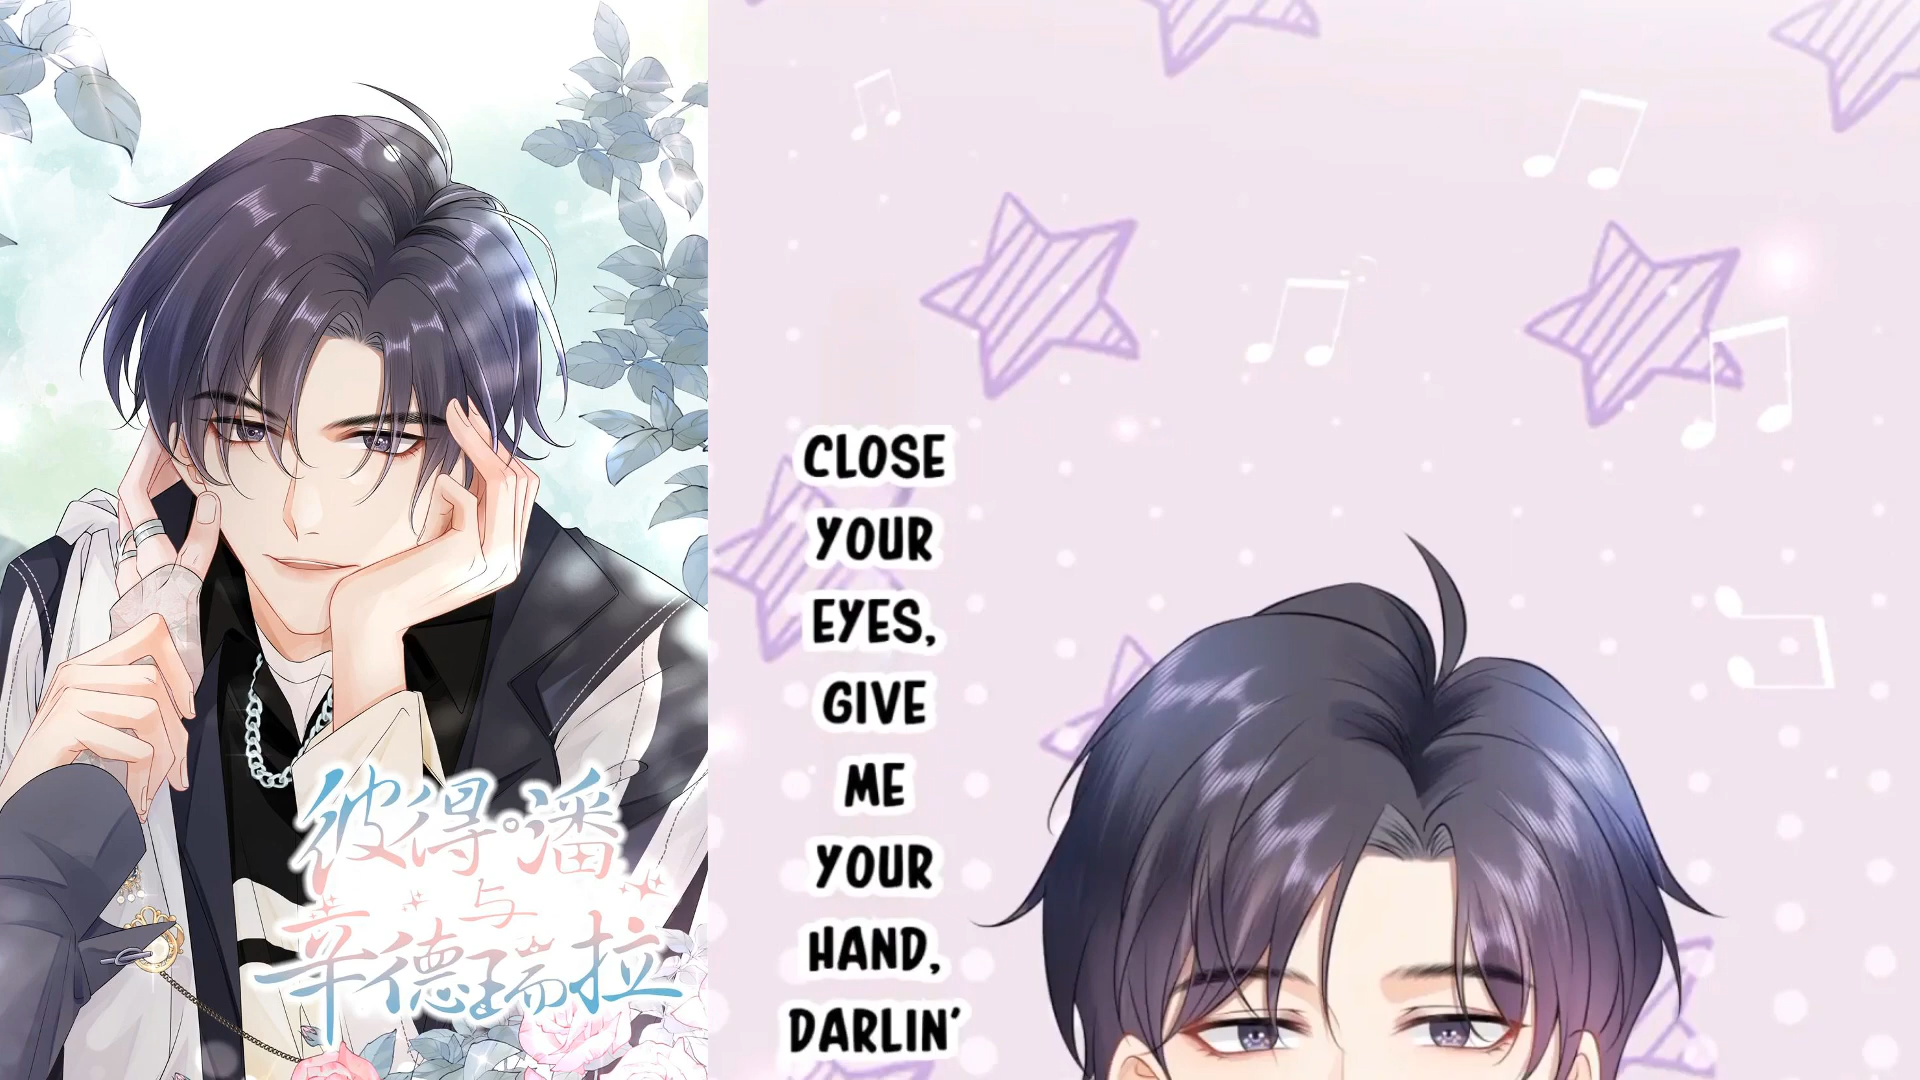 彼得·潘
与
辛德瑞拉
CLOSE
YOUR
EYES,
GIVE
ME
YOUR
HAND,
DARLIN'